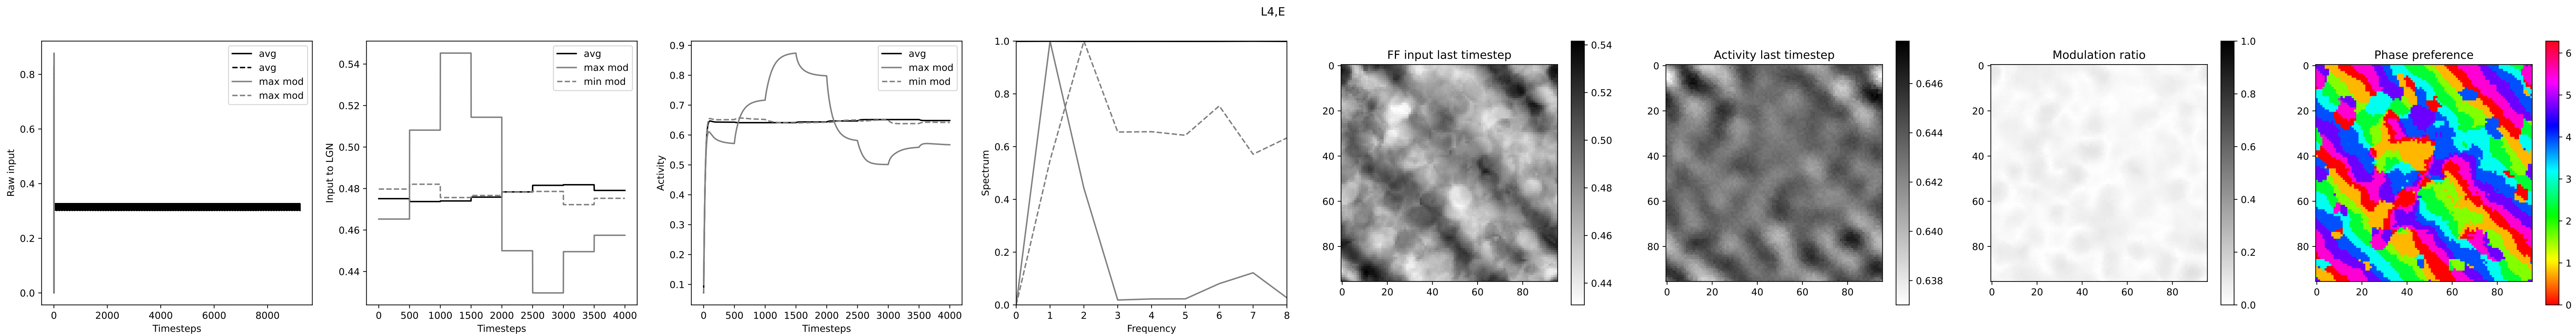 L4,E
Raw input
0.8
0.6
0.4
0.2
0.0
avg
avg
max mod
max mod
0 2000 4000 6000 8000
Timesteps
Input to LGN
0.54
0.52
0.50
0.48
0.46
0.44
avg
max mod
min mod
0 500 1000 1500 2000 2500 3000 3500 4000
Timesteps
Activity
0.9
0.8
0.7
0.6
0.5
0.4
0.3
0.2
0.1
avg
max mod
min mod
0 500 1000 1500 2000 2500 3000 3500 4000
Timesteps
Spectrum
1.0
0.8
0.6
0.4
0.2
0.0
0 1 2 3 4 5 6 7 8
Frequency
FF input last timestep
0
20
40
60
80
0 20 40 60 80
0.54
0.52
0.50
0.48
0.46
0.44
Activity last timestep
0
20
40
60
80
0 20 40 60 80
0.646
0.644
0.642
0.640
0.638
Modulation ratio
0
20
40
60
80
0 20 40 60 80
1.0
0.8
0.6
0.4
0.2
0.0
Phase preference
0
20
40
60
80
0 20 40 60 80
6
5
4
3
2
1
0